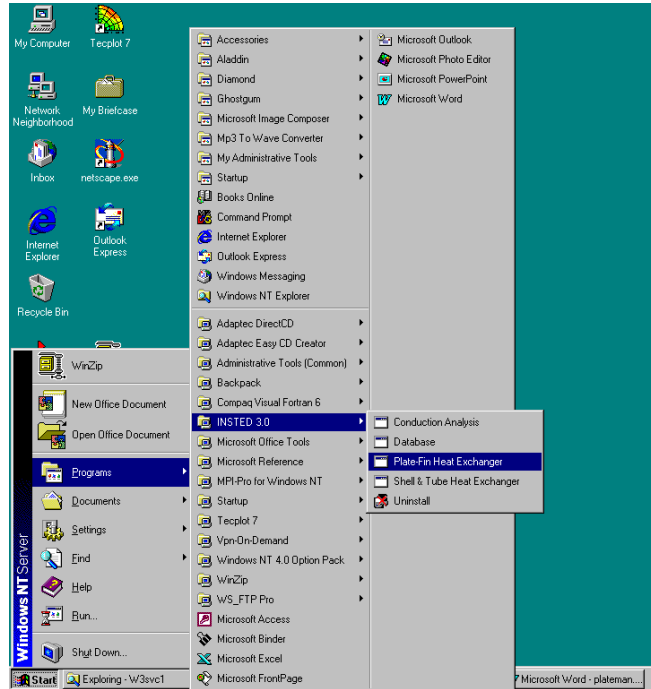 My Computer
Tecplot 7
Network
Neighborhood
My Briefcase
Inbox
netscape.exe
Internet
Explorer
Outlook
Express
Recycle Bin
WinZip
New Office Document
Open Office Document
Programs
Documents
Settings
Find
Help
Run...
Shut Down...
Windows NT Server
Accessories
Aladdin
Diamond
Ghostgum
Microsoft Image Composer
Mp3 To Wave Converter
My Administrative Tools
Startup
Books Online
Command Prompt
Internet Explorer
Outlook Express
Windows Messaging
Windows NT Explorer
Adaptec DirectCD
Adaptec Easy CD Creator
Administrative Tools (Common)
Backpack
Compaq Visual Fortran 6
INSTED 3.0
Microsoft Office Tools
Microsoft Reference
MPI-Pro for Windows NT
Startup
Tecplot 7
Vpn-On-Demand
Windows NT 4.0 Option Pack
WinZip
WS_FTP Pro
Microsoft Access
Microsoft Binder
Microsoft Excel
Microsoft FrontPage
Microsoft Outlook
Microsoft Photo Editor
Microsoft PowerPoint
Microsoft Word
Conduction Analysis
Database
Plate-Fin Heat Exchanger
Shell & Tube Heat Exchanger
Uninstall
Start
Exploring - W3svc1
Microsoft Word - plateman....